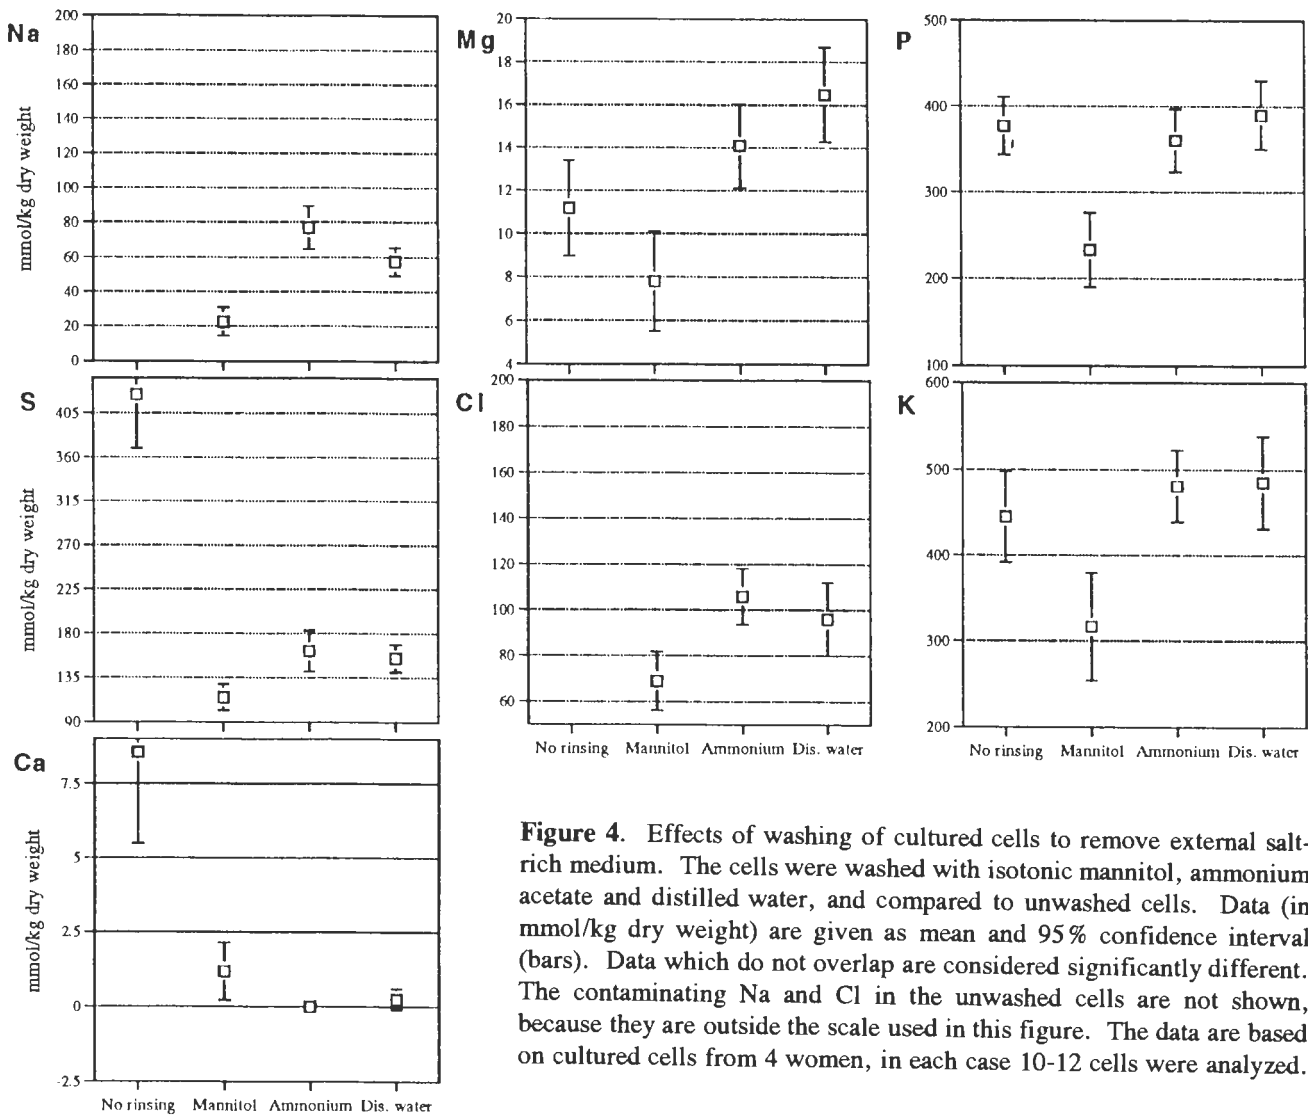 Na
mmol/kg dry weight
200
180
160
140
120
100
80
60
40
20
0
Mg
20
18
16
14
12
10
8
6
4
P
500
400
300
200
100
S
mmol/kg dry weight
405
360
315
270
225
180
135
90
Cl
200
180
160
140
120
100
80
60
No rinsing Mannitol Ammonium Dis. water
K
600
500
400
300
200
No rinsing Mannitol Ammonium Dis. water
Ca
mmol/kg dry weight
7.5
5
2.5
0
-2.5
No rinsing Mannitol Ammonium Dis. water
Figure 4. Effects of washing of cultured cells to remove external salt-
rich medium. The cells were washed with isotonic mannitol, ammonium
acetate and distilled water, and compared to unwashed cells. Data (in
mmol/kg dry weight) are given as mean and 95% confidence interval
(bars). Data which do not overlap are considered significantly different.
The contaminating Na and Cl in the unwashed cells are not shown,
because they are outside the scale used in this figure. The data are based
on cultured cells from 4 women, in each case 10-12 cells were analyzed.